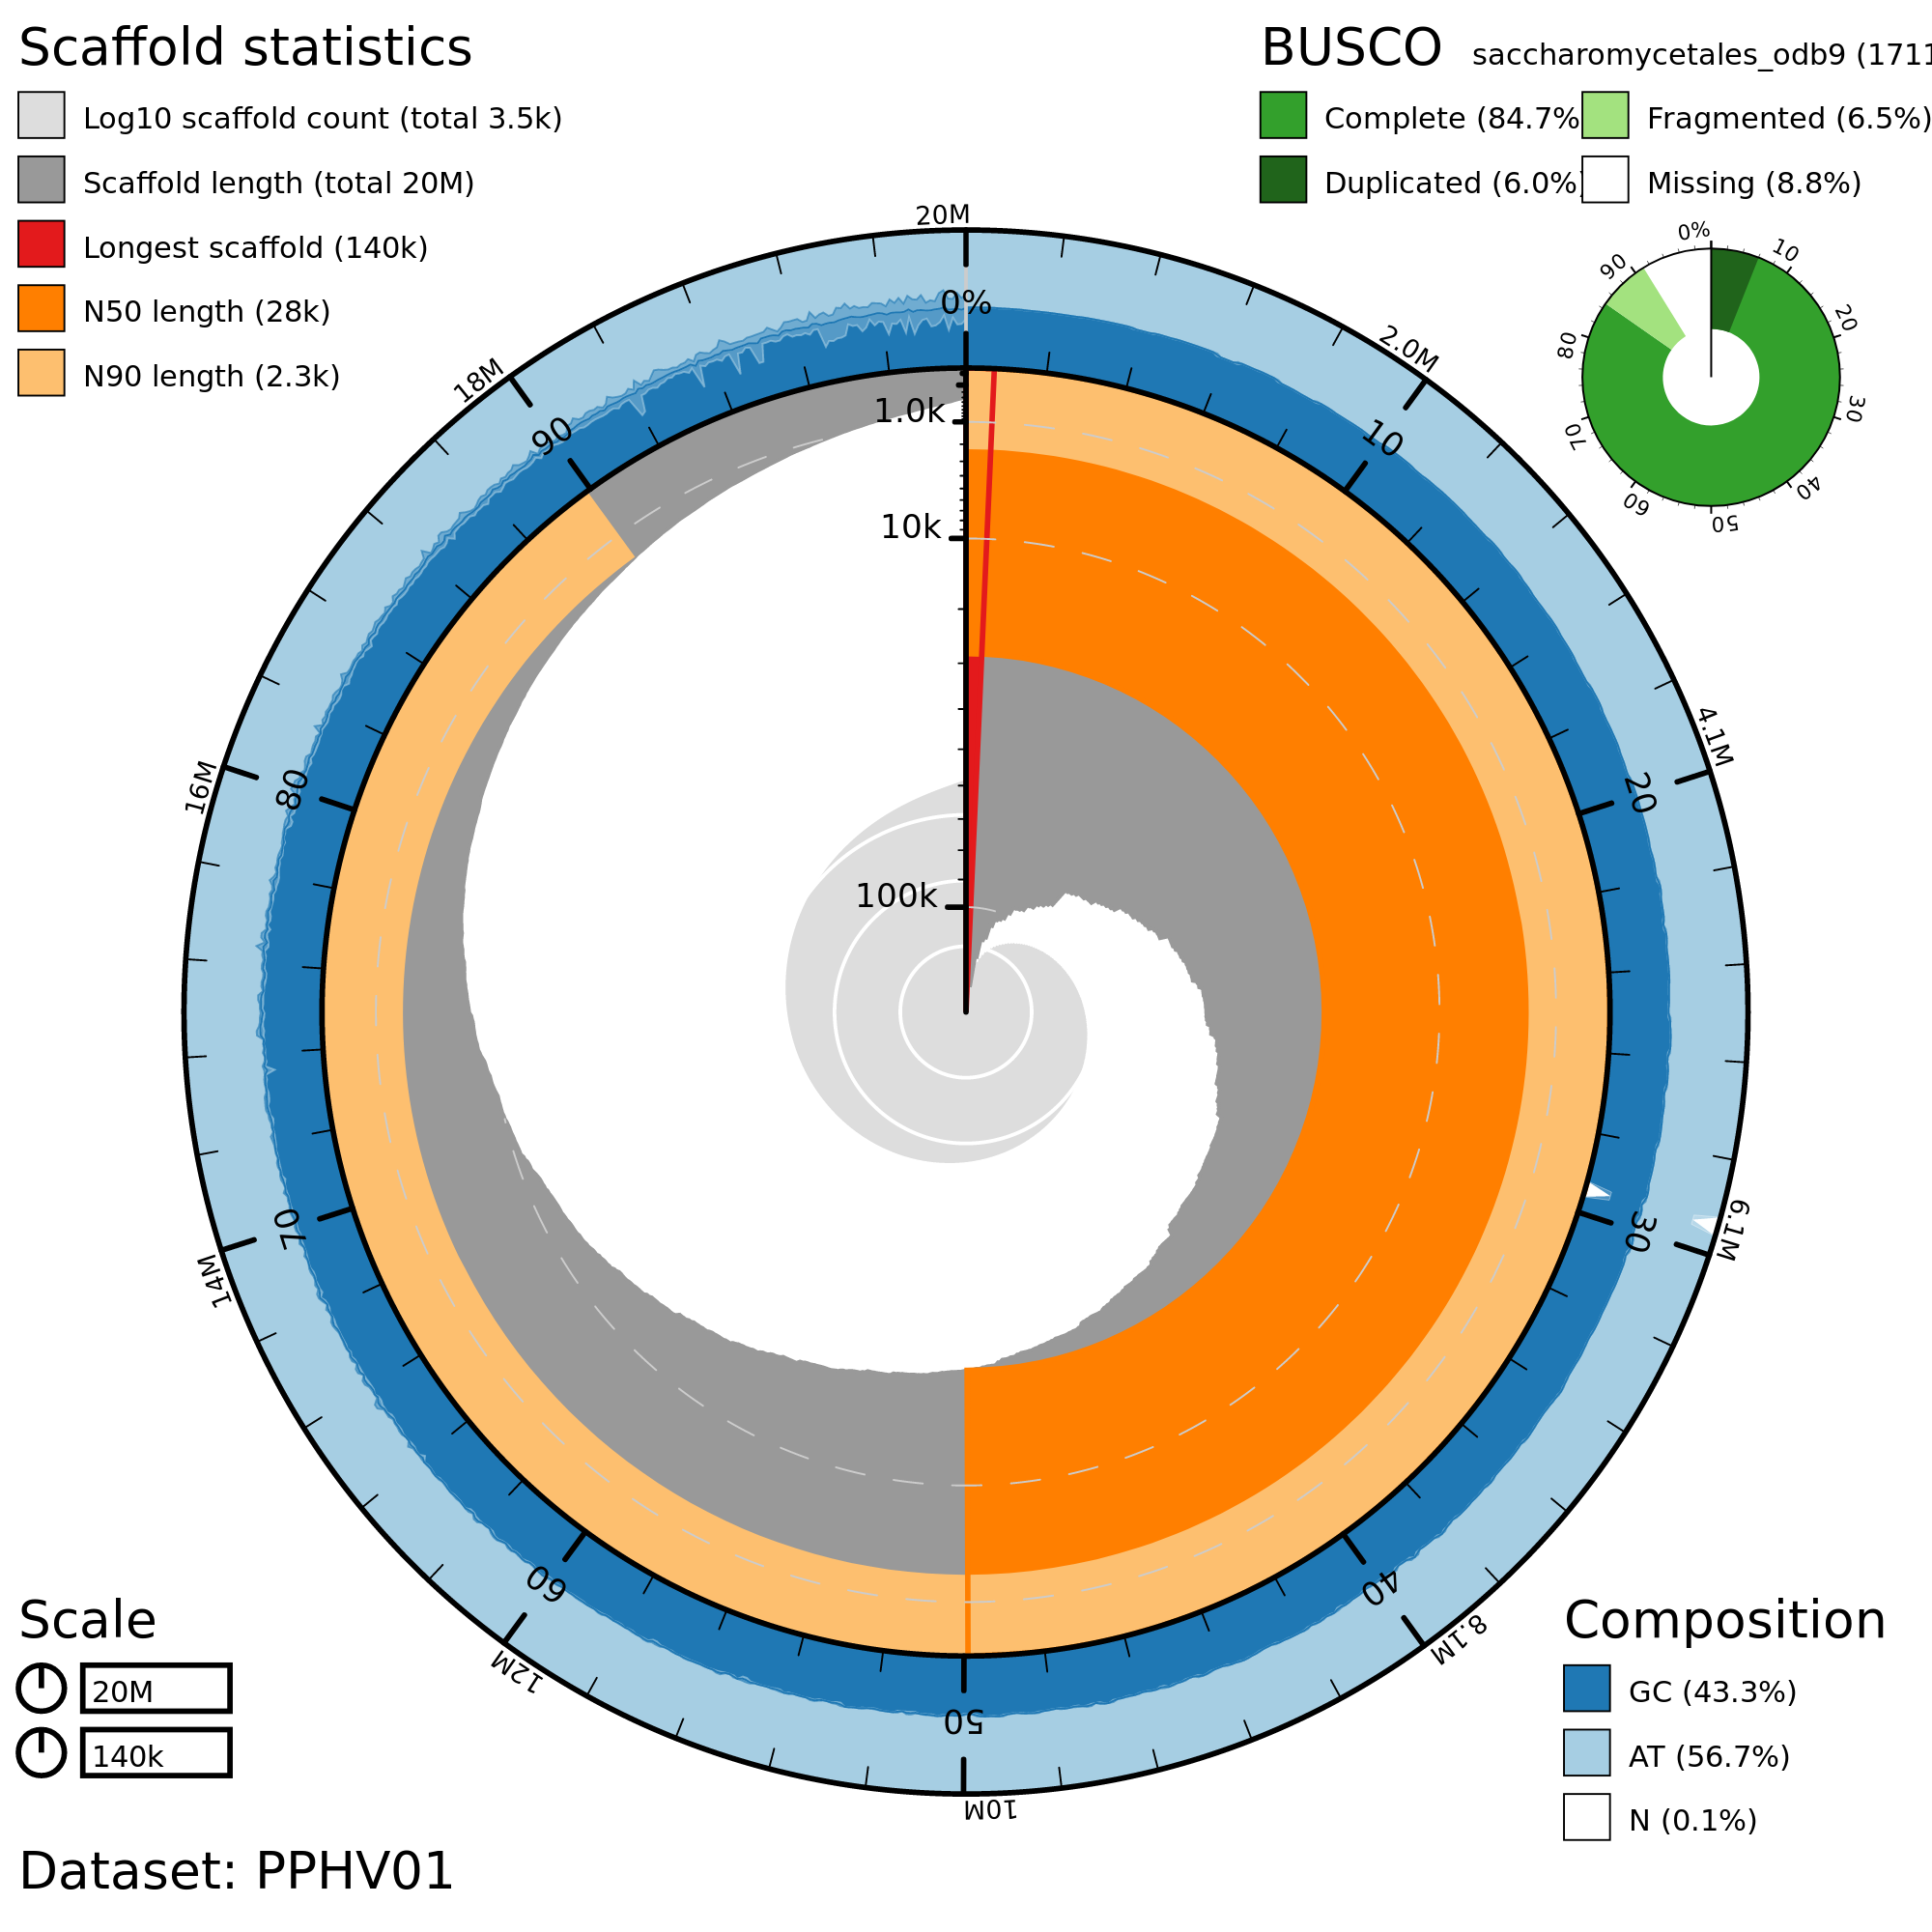 Scaffold statistics
Log10 scaffold count (total 3.5k)
Scaffold length (total 20M)
Longest scaffold (140k)
N50 length (28k)
N90 length (2.3k)
BUSCO saccharomycetales_odb9 (1711
Complete (84.7%
Fragmented (6.5%)
Duplicated (6.0%)
Missing (8.8%)
0%
10
20
30
40
50
60
70
80
90
20M
2.0M
4.1M
6.1M
8.1M
10M
12M
14M
16M
18M
0%
10
20
30
40
50
60
70
80
90
1.0k
10k
100k
Scale
20M
140k
Composition
GC (43.3%)
AT (56.7%)
N (0.1%)
Dataset: PPHV01